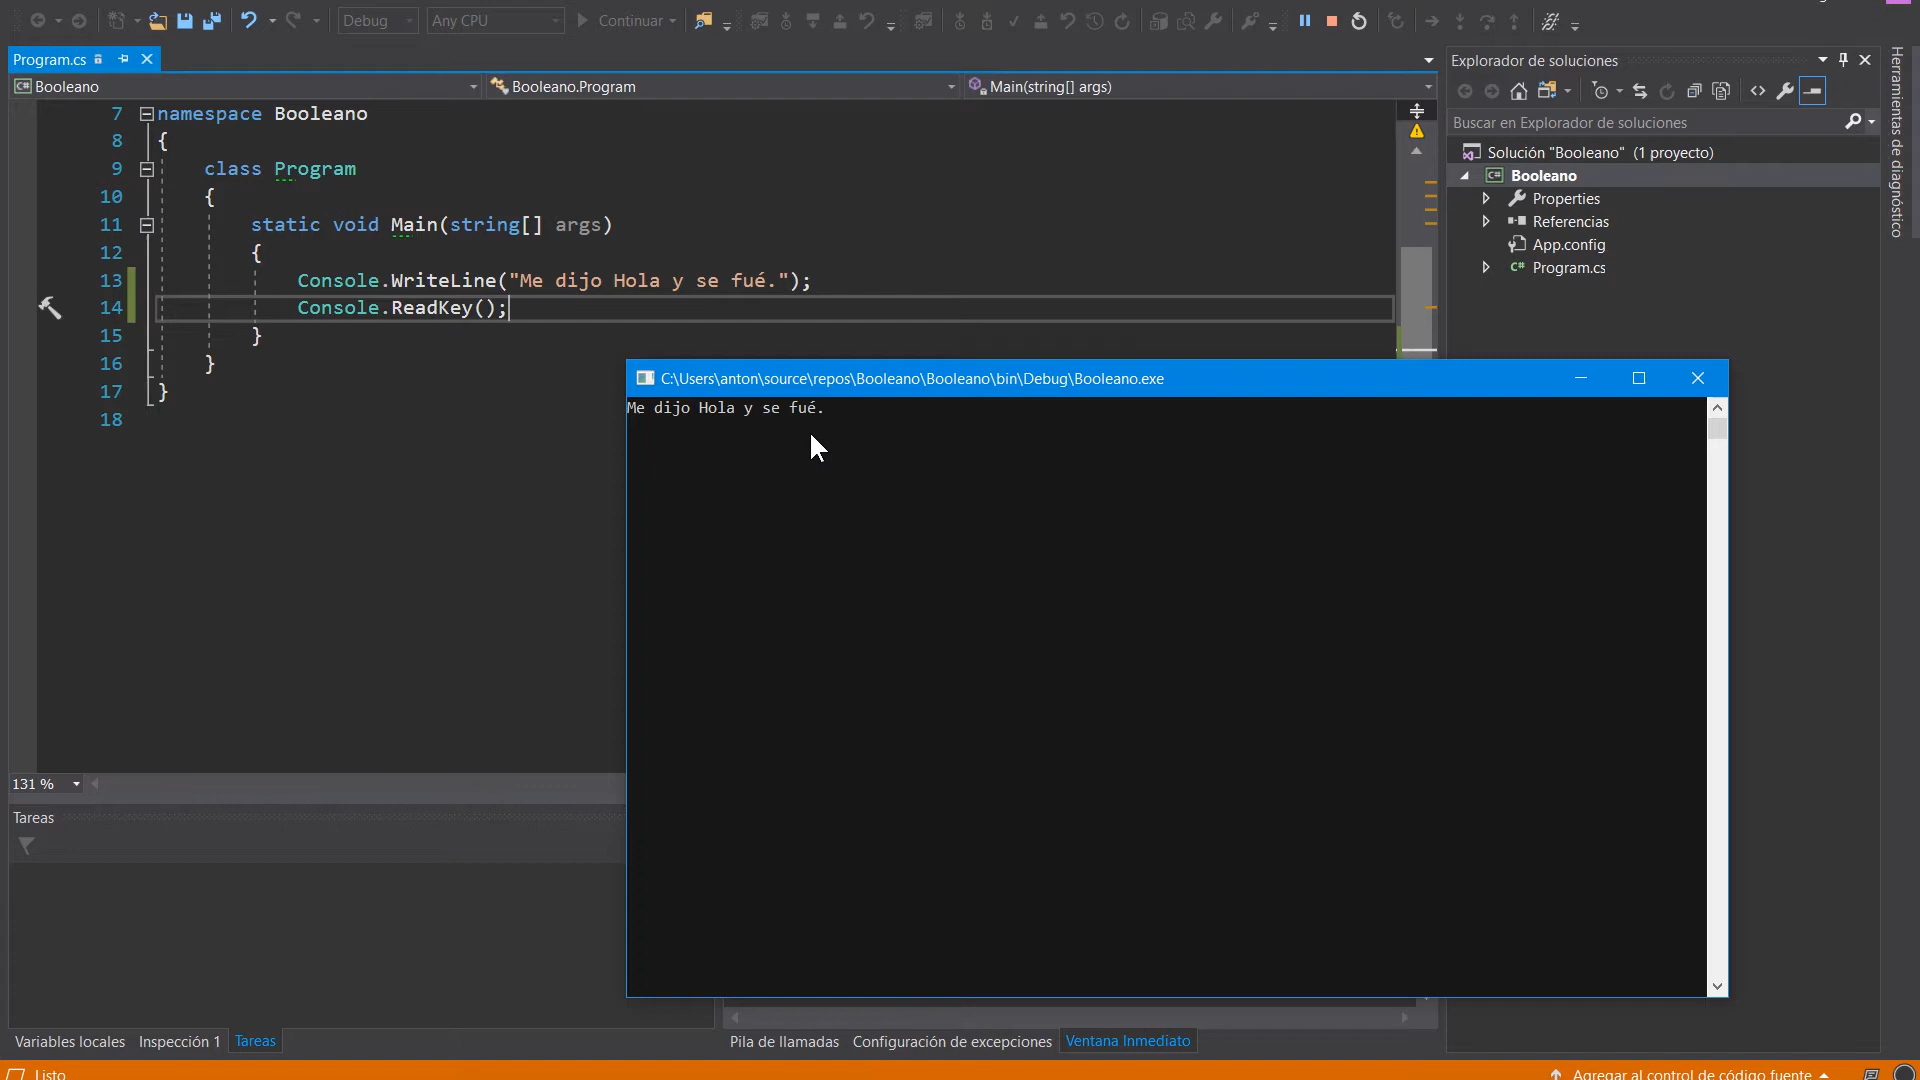 Debug
Any CPU
Continuar
Program.cs
Booleano
Booleano.Program
Main(string[] args)
7 namespace Booleano
8 {
9 class Program
10 {
11 static void Main(string[] args)
12 {
13 Console.WriteLine("Me dijo Hola y se fué.");
14 Console.ReadKey();
15 }
16 }
17 }
18
131 %
Tareas
Variables locales
Inspección 1
Tareas
C:\Users\anton\source\repos\Booleano\Booleano\bin\Debug\Booleano.exe
Me dijo Hola y se fué.
Pila de llamadas
Configuración de excepciones
Ventana Inmediato
Explorador de soluciones
Buscar en Explorador de soluciones
Solución "Booleano" (1 proyecto)
C# Booleano
Properties
Referencias
App.config
C# Program.cs
Herramientas de diagnóstico
Listo
Agregar al control de código fuente